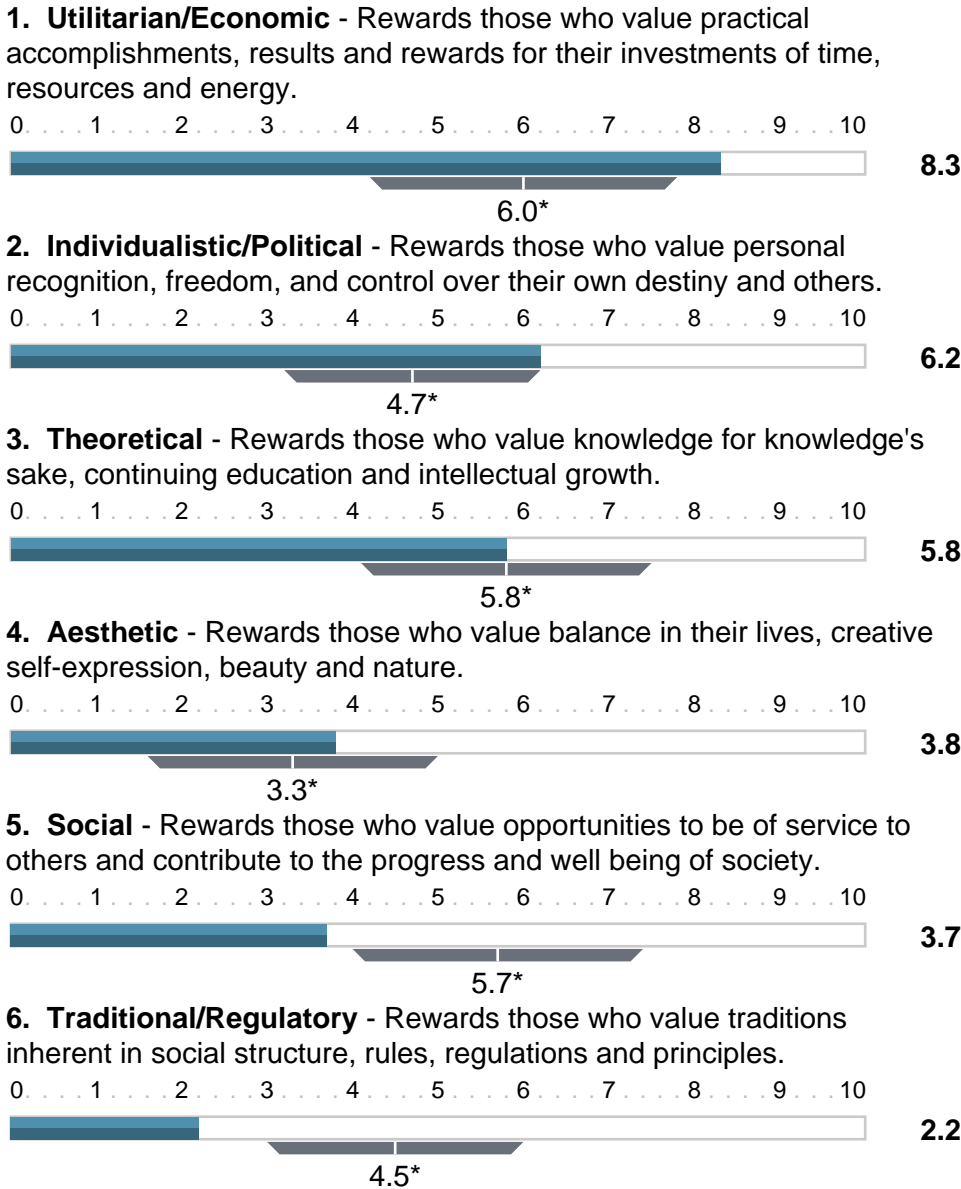 1. Utilitarian/Economic - Rewards those who value practical
accomplishments, results and rewards for their investments of time,
resources and energy.
0. . . . 1 . . . . 2 . . . . 3 . . . . 4 . . . . 5 . . . . 6 . . . . 7 . . . . 8 . . . . 9 . . . 10
8.3
6.0*
2. Individualistic/Political - Rewards those who value personal
recognition, freedom, and control over their own destiny and others.
0. . . . 1 . . . . 2 . . . . 3 . . . . 4 . . . . 5 . . . . 6 . . . . 7 . . . . 8 . . . . 9 . . . 10
6.2
4.7*
3. Theoretical - Rewards those who value knowledge for knowledge's
sake, continuing education and intellectual growth.
0. . . . 1 . . . . 2 . . . . 3 . . . . 4 . . . . 5 . . . . 6 . . . . 7 . . . . 8 . . . . 9 . . . 10
5.8
5.8*
4. Aesthetic - Rewards those who value balance in their lives, creative
self-expression, beauty and nature.
0. . . . 1 . . . . 2 . . . . 3 . . . . 4 . . . . 5 . . . . 6 . . . . 7 . . . . 8 . . . . 9 . . . 10
3.8
3.3*
5. Social - Rewards those who value opportunities to be of service to
others and contribute to the progress and well being of society.
0. . . . 1 . . . . 2 . . . . 3 . . . . 4 . . . . 5 . . . . 6 . . . . 7 . . . . 8 . . . . 9 . . . 10
3.7
5.7*
6. Traditional/Regulatory - Rewards those who value traditions
inherent in social structure, rules, regulations and principles.
0. . . . 1 . . . . 2 . . . . 3 . . . . 4 . . . . 5 . . . . 6 . . . . 7 . . . . 8 . . . . 9 . . . 10
2.2
4.5*